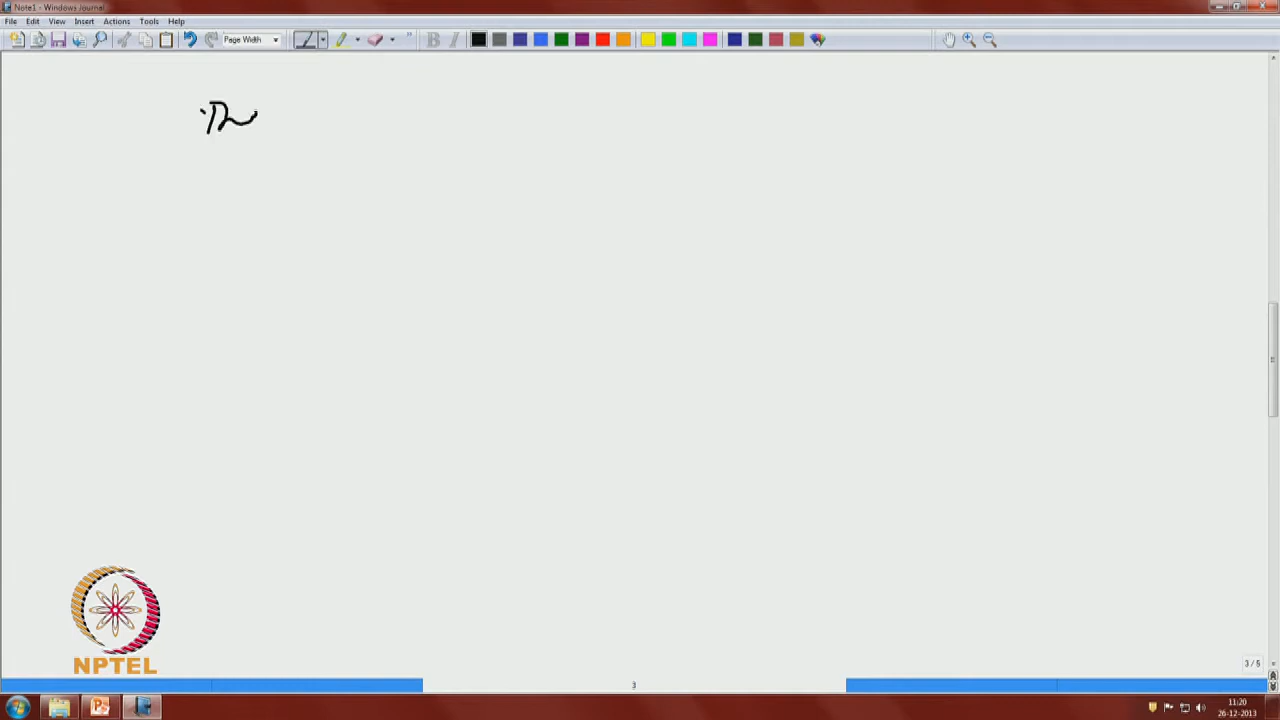 Note1 - Windows Journal
File Edit View Insert Actions Tools Help
Page Width
B I
Th
NPTEL
3 / 5
3
11:20
26-12-2013